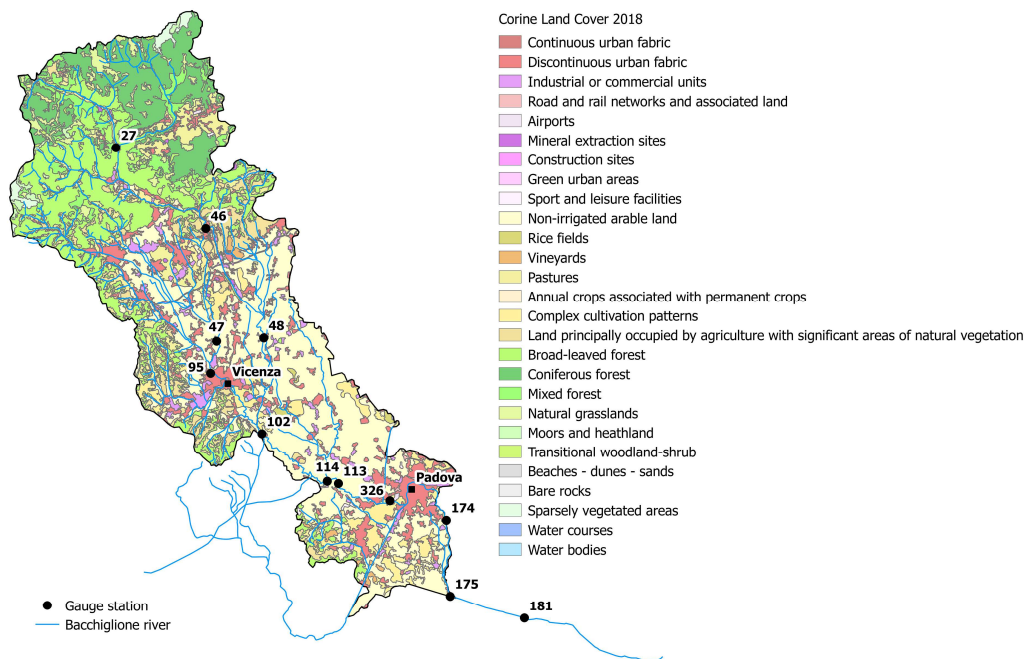 Corine Land Cover 2018
Continuous urban fabric
Discontinuous urban fabric
Industrial or commercial units
Road and rail networks and associated land
Airports
Mineral extraction sites
Construction sites
Green urban areas
Sport and leisure facilities
Non-irrigated arable land
Rice fields
Vineyards
Pastures
Annual crops associated with permanent crops
Complex cultivation patterns
Land principally occupied by agriculture with significant areas of natural vegetation
Broad-leaved forest
Coniferous forest
Mixed forest
Natural grasslands
Moors and heathland
Transitional woodland-shrub
Beaches - dunes - sands
Bare rocks
Sparsely vegetated areas
Water courses
Water bodies
27
46
47
48
95
Vicenza
102
114
113
326
Padova
174
175
181
Gauge station
Bacchiglione river